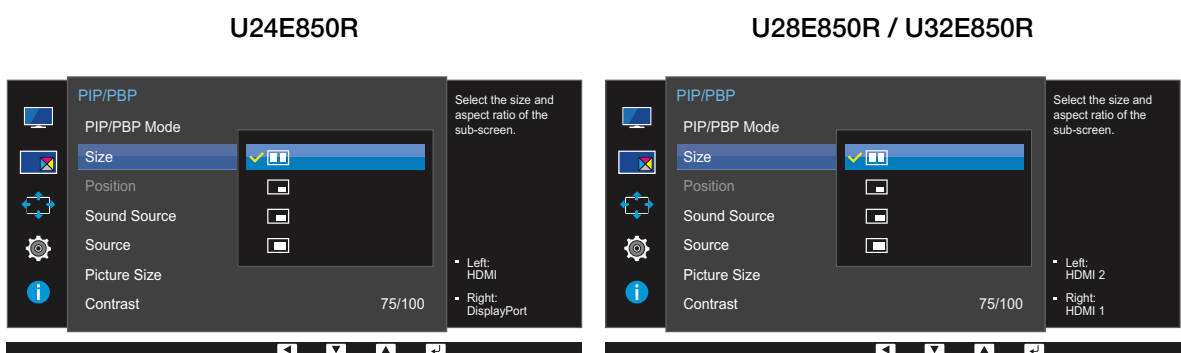 U24E850R
PIP/PBP
PIP/PBP Mode
Size
Position
Sound Source
Source
Picture Size
Contrast 75/100
Select the size and
aspect ratio of the
sub-screen.
Left:
HDMI
Right:
DisplayPort
U28E850R / U32E850R
PIP/PBP
PIP/PBP Mode
Size
Position
Sound Source
Source
Picture Size
Contrast 75/100
Select the size and
aspect ratio of the
sub-screen.
Left:
HDMI 2
Right:
HDMI 1